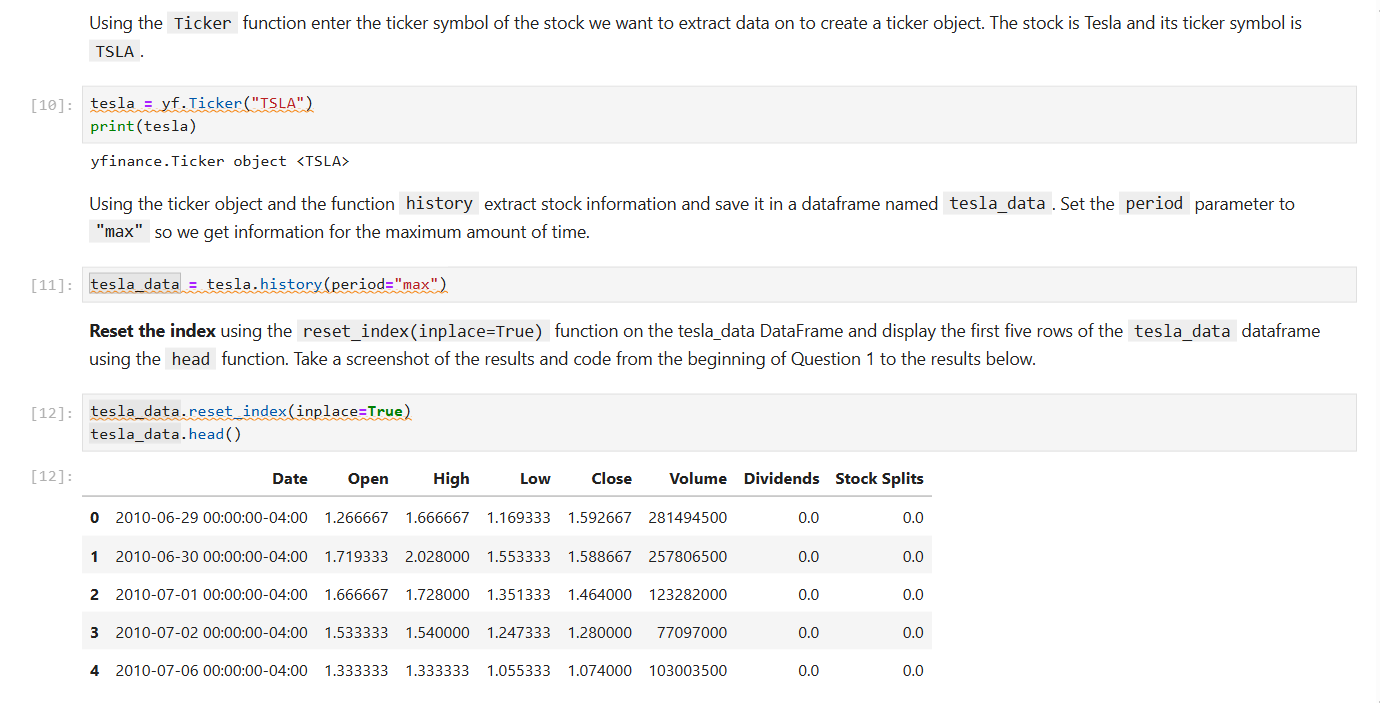 Using the Ticker function enter the ticker symbol of the stock we want to extract data on to create a ticker object. The stock is Tesla and its ticker symbol is
TSLA .
[10]: tesla = yf.Ticker("TSLA")
print(tesla)
yfinance.Ticker object <TSLA>
Using the ticker object and the function history extract stock information and save it in a dataframe named tesla_data . Set the period parameter to
"max" so we get information for the maximum amount of time.
[11]: tesla_data = tesla.history(period="max")
Reset the index using the reset_index(inplace=True) function on the tesla_data DataFrame and display the first five rows of the tesla_data dataframe
using the head function. Take a screenshot of the results and code from the beginning of Question 1 to the results below.
[12]: tesla_data.reset_index(inplace=True)
tesla_data.head()
[12]: Date Open High Low Close Volume Dividends Stock Splits
0 2010-06-29 00:00:00-04:00 1.266667 1.666667 1.169333 1.592667 281494500 0.0 0.0
1 2010-06-30 00:00:00-04:00 1.719333 2.028000 1.553333 1.588667 257806500 0.0 0.0
2 2010-07-01 00:00:00-04:00 1.666667 1.728000 1.351333 1.464000 123282000 0.0 0.0
3 2010-07-02 00:00:00-04:00 1.533333 1.540000 1.247333 1.280000 77097000 0.0 0.0
4 2010-07-06 00:00:00-04:00 1.333333 1.333333 1.055333 1.074000 103003500 0.0 0.0